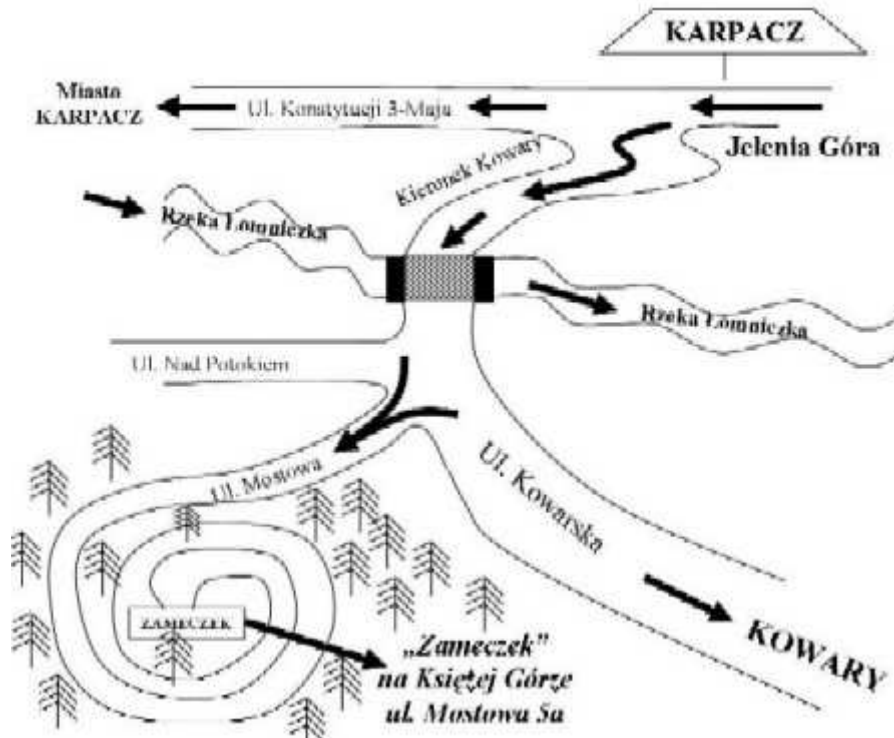 KARPACZ
Miasto
KARPACZ
Ul. Konstytucji 3-Maja
Jelenia Góra
Kierunek Kowary
Rzeka Łomniczka
Rzeka Łomniczka
Ul. Nad Potokiem
Ul. Mostowa
Ul. Kowarska
ZAMECZEK
„Zameczek”
na Księżej Górze
ul. Mostowa 5a
KOWARY